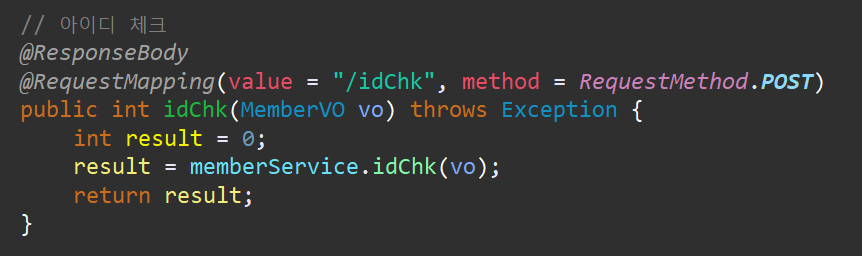 // 아이디 체크
@ResponseBody
@RequestMapping(value = "/idChk", method = RequestMethod.POST)
public int idChk(MemberVO vo) throws Exception {
    int result = 0;
    result = memberService.idChk(vo);
    return result;
}